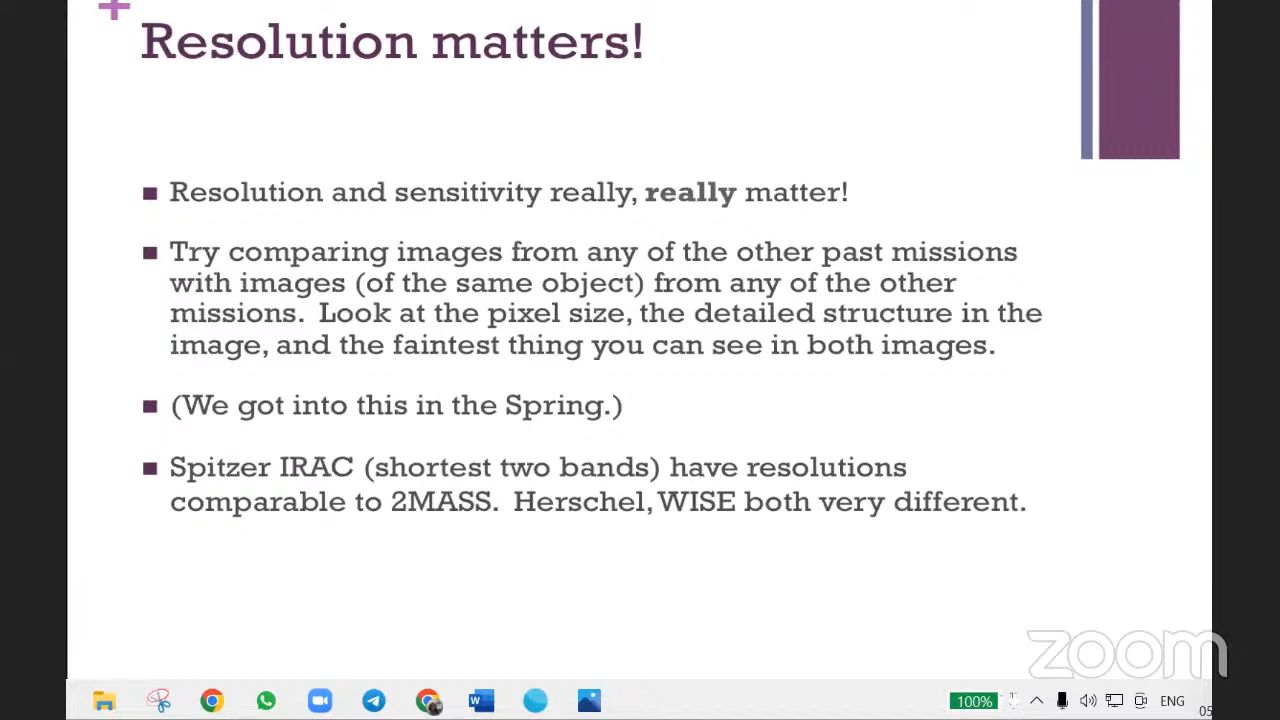 Resolution matters!
Resolution and sensitivity really, really matter!
Try comparing images from any of the other past missions
with images (of the same object) from any of the other
missions. Look at the pixel size, the detailed structure in the
image, and the faintest thing you can see in both images.
(We got into this in the Spring.)
Spitzer IRAC (shortest two bands) have resolutions
comparable to 2MASS. Herschel, WISE both very different.
zoom
W
100%
ENG
05